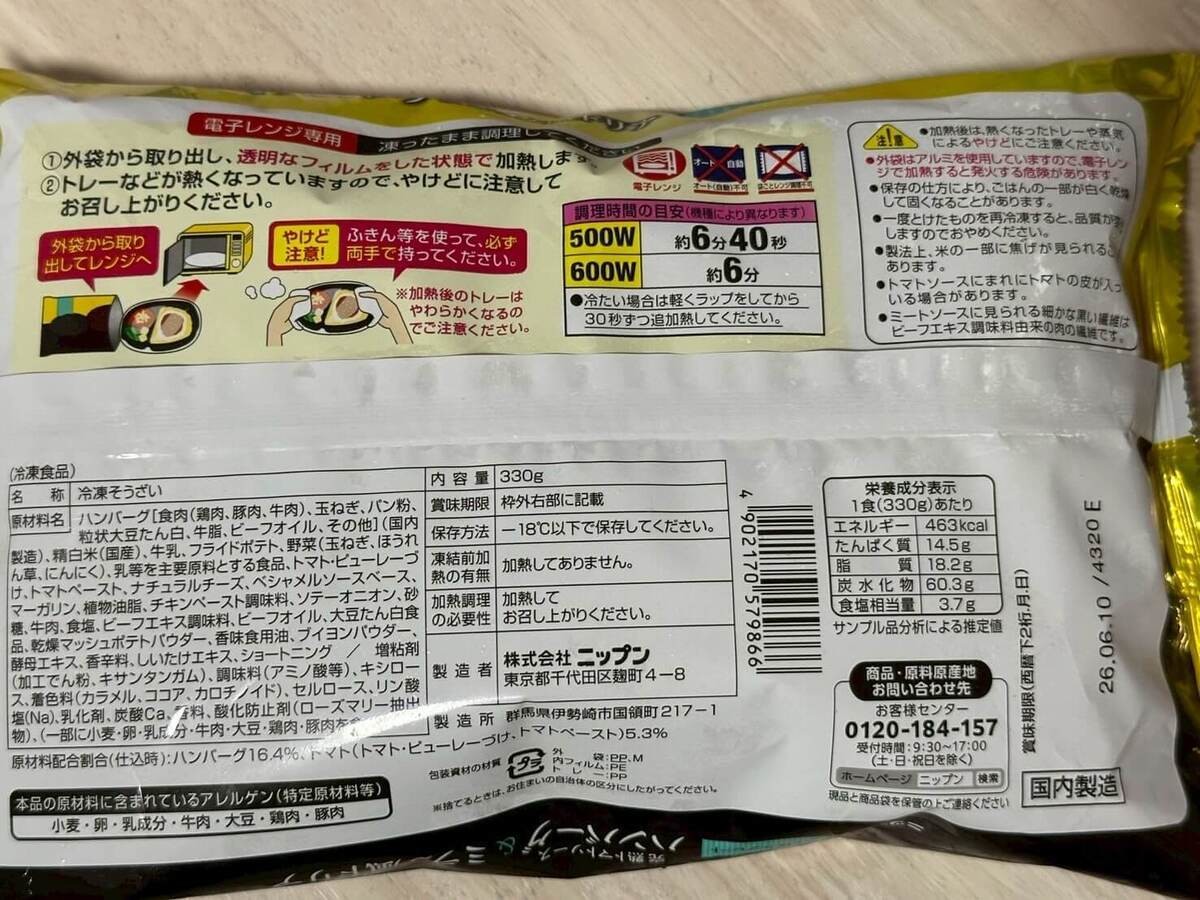 電子レンジ専用 凍ったまま調理してください
①外袋から取り出し、透明なフィルムをした状態で加熱します。
②トレーなどが熱くなっていますので、やけどに注意して
お召し上がりください。
外袋から取り
出してレンジへ
やけど
注意!
ふきん等を使って、必ず
両手で持ってください。
※加熱後のトレーは
やわらかくなるの
でご注意ください。
電子レンジ
オート 自動
オート(自動)不可
袋ごとレンジ調理不可
調理時間の目安(機種により異なります)
500W 約6分40秒
600W 約6分
●冷たい場合は軽くラップをしてから
30秒ずつ追加熱してください。
注意
●加熱後は、熱くなったトレーや蒸気
によるやけどにご注意ください。
●外袋はアルミを使用していますので、電子レン
ジで加熱すると発火する危険があります。
●保存の仕方により、ごはんの一部が白く乾燥
して固くなることがあります。
●一度とけたものを再冷凍すると、品質が変
しますのでおやめください。
●製法上、米の一部に焦げが見られるこ
あります。
●トマトソースにまれにトマトの皮が入っ
いる場合があります。
●ミートソースに見られる細かな黒い繊維は
ビーフエキス調味料由来の肉の繊維です。
(冷凍食品)
名称 冷凍そうざい
原材料名 ハンバーグ[食肉(鶏肉、豚肉、牛肉)、玉ねぎ、パン粉、
粒状大豆たん白、牛脂、ビーフオイル、その他](国内
製造)、精白米(国産)、牛乳、フライドポテト、野菜(玉ねぎ、ほうれ
ん草、にんにく)、乳等を主要原料とする食品、トマト・ピューレーづ
け、トマトペースト、ナチュラルチーズ、ベシャメルソースベース、
マーガリン、植物油脂、チキンペースト調味料、ソテーオニオン、砂
糖、牛肉、食塩、ビーフエキス調味料、ビーフオイル、大豆たん白食
品、乾燥マッシュポテトパウダー、香味食用油、ブイヨンパウダー、
酵母エキス、香辛料、しいたけエキス、ショートニング / 増粘剤
(加工でん粉、キサンタンガム)、調味料(アミノ酸等)、キシロー
ス、着色料(カラメル、ココア、カロチノイド)、セルロース、リン酸
塩(Na)、乳化剤、炭酸Ca、香料、酸化防止剤(ローズマリー抽出
物)、(一部に小麦・卵・乳成分・牛肉・大豆・鶏肉・豚肉を含む)
内容量 330g
賞味期限 枠外右部に記載
保存方法 −18℃以下で保存してください。
凍結前加
熱の有無 加熱してありません。
加熱調理
の必要性 加熱して
お召し上がりください。
製造者 株式会社 ニップン
東京都千代田区麹町4−8
製造所 群馬県伊勢崎市国領町217−1
原材料配合割合(仕込時):ハンバーグ16.4%、トマト(トマト・ピューレーづけ、トマトペースト)5.3%
包装資材の材質
プラ
外袋:PP、M
内フィルム:PE
トレー:PP
※捨てるときは、お住まいの自治体の区分にしたがってください。
本品の原材料に含まれているアレルゲン(特定原材料等)
小麦・卵・乳成分・牛肉・大豆・鶏肉・豚肉
4 902170 579866
栄養成分表示
1食(330g)あたり
エネルギー 463kcal
たんぱく質 14.5g
脂質 18.2g
炭水化物 60.3g
食塩相当量 3.7g
サンプル品分析による推定値
商品・原料原産地
お問い合わせ先
お客様センター
0120-184-157
受付時間:9:30〜17:00
(土・日・祝日を除く)
ホームページ ニップン 検索
現品と商品袋を保管の上ご連絡ください
賞味期限(西暦下2桁.月.日)
26.06.10 /4320 E
国内製造
完熟トマトソース
ハンバーグ
&